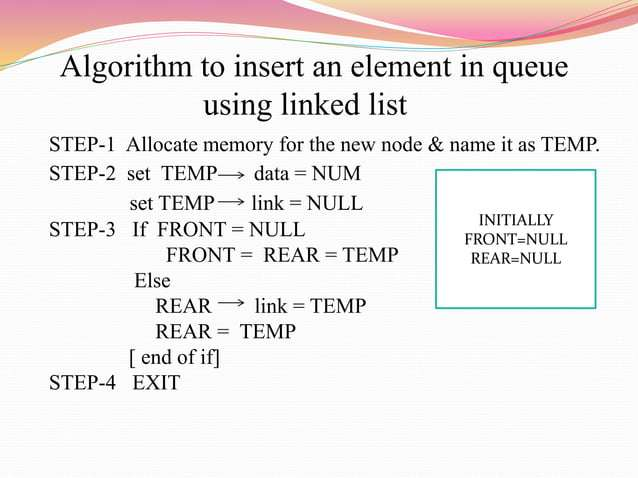 Algorithm to insert an element in queue
using linked list
STEP-1 Allocate memory for the new node & name it as TEMP.
STEP-2 set TEMP → data = NUM
set TEMP → link = NULL
STEP-3 If FRONT = NULL
FRONT = REAR = TEMP
Else
REAR → link = TEMP
REAR = TEMP
[ end of if]
STEP-4 EXIT
INITIALLY
FRONT=NULL
REAR=NULL